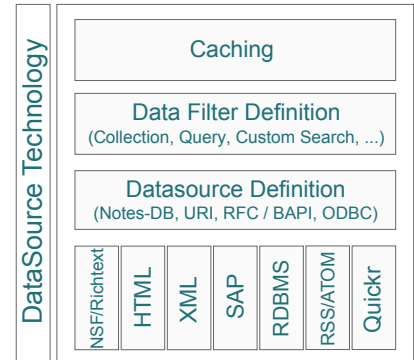 DataSource Technology
Caching
Data Filter Definition
(Collection, Query, Custom Search, ...)
Datasource Definition
(Notes-DB, URI, RFC / BAPI, ODBC)
NSF/Richtext
HTML
XML
SAP
RDBMS
RSS/ATOM
Quickr